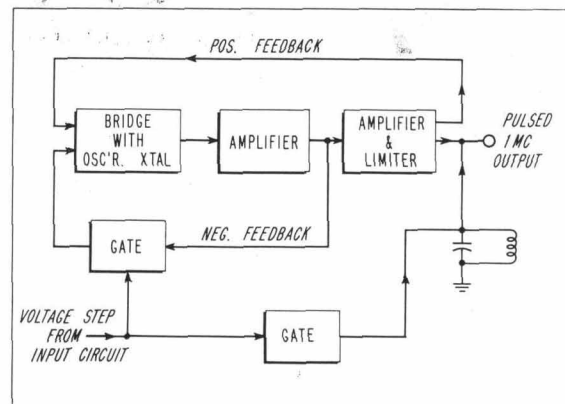 POS. FEEDBACK
BRIDGE
WITH
OSC'R. XTAL
AMPLIFIER
AMPLIFIER
&
LIMITER
PULSED
1 MC
OUTPUT
GATE
NEG. FEEDBACK
VOLTAGE STEP
FROM
INPUT CIRCUIT
GATE